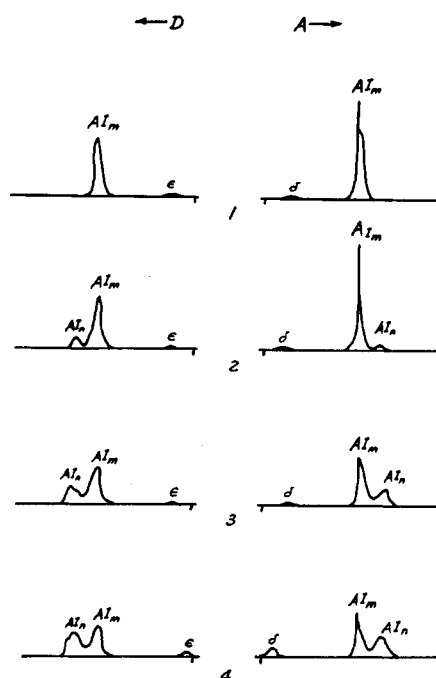 ←D A→
AIm AIm
ε δ
1
AIm AIm
AIn AIn
ε δ
2
AIm AIm
AIn AIn
ε δ
3
AIm AIm
AIn AIn
ε δ
4